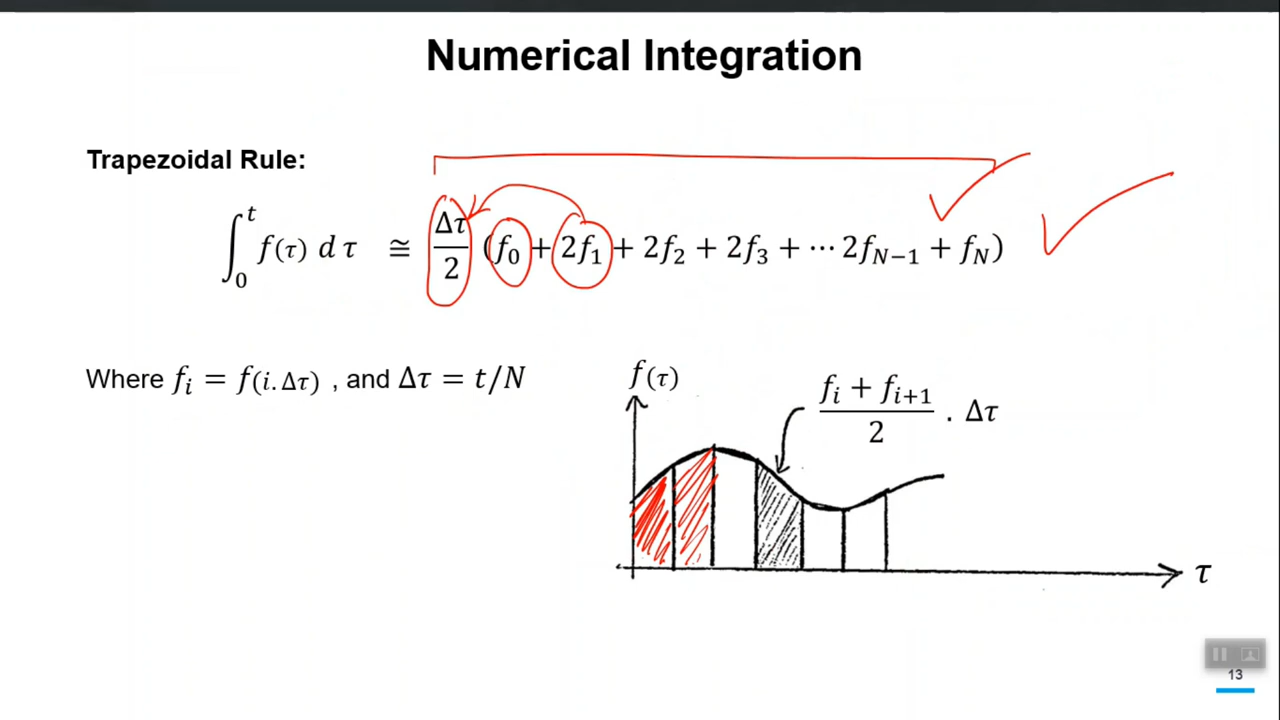 Numerical Integration
Trapezoidal Rule:
∫₀ᵗ f(τ) dτ ≅ Δτ/2 (f₀ + 2f₁ + 2f₂ + 2f₃ + ⋯ 2f_{N−1} + f_N)
Where fᵢ = f(i.Δτ) , and Δτ = t/N
f(τ)
(fᵢ + fᵢ₊₁)/2 . Δτ
τ
13